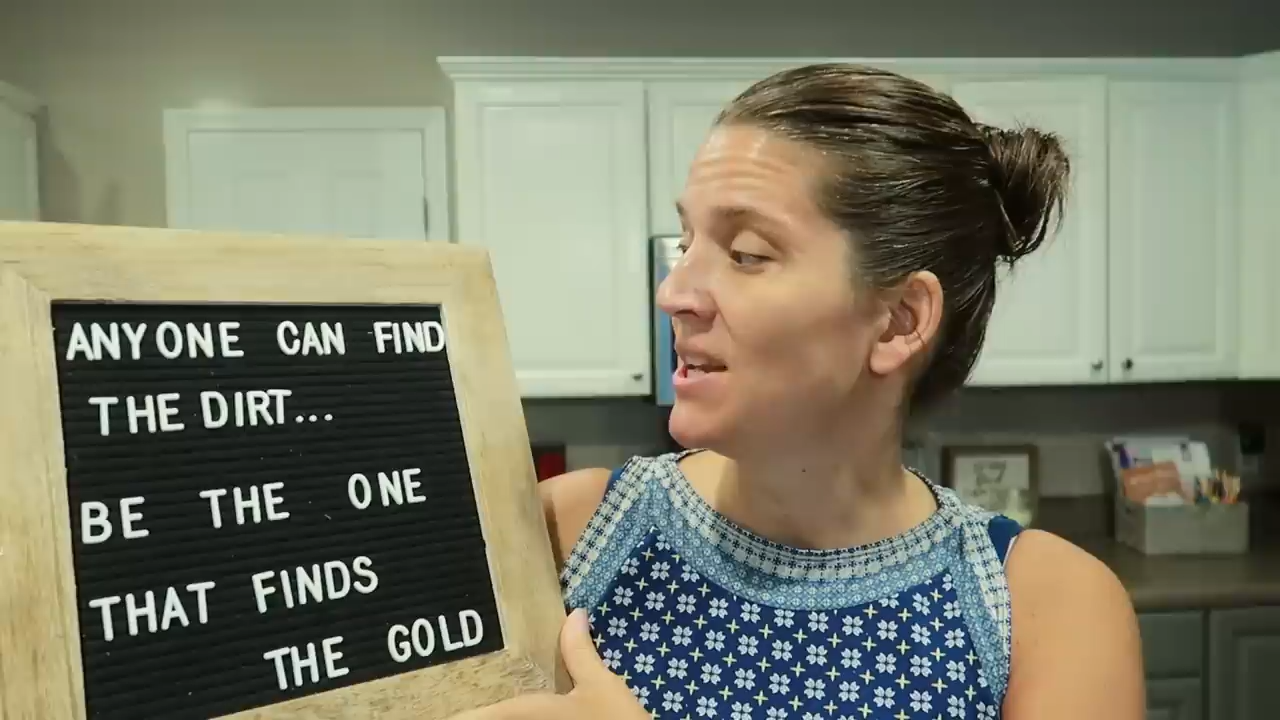 ANYONE CAN FIND
THE DIRT...
BE THE ONE
THAT FINDS
THE GOLD